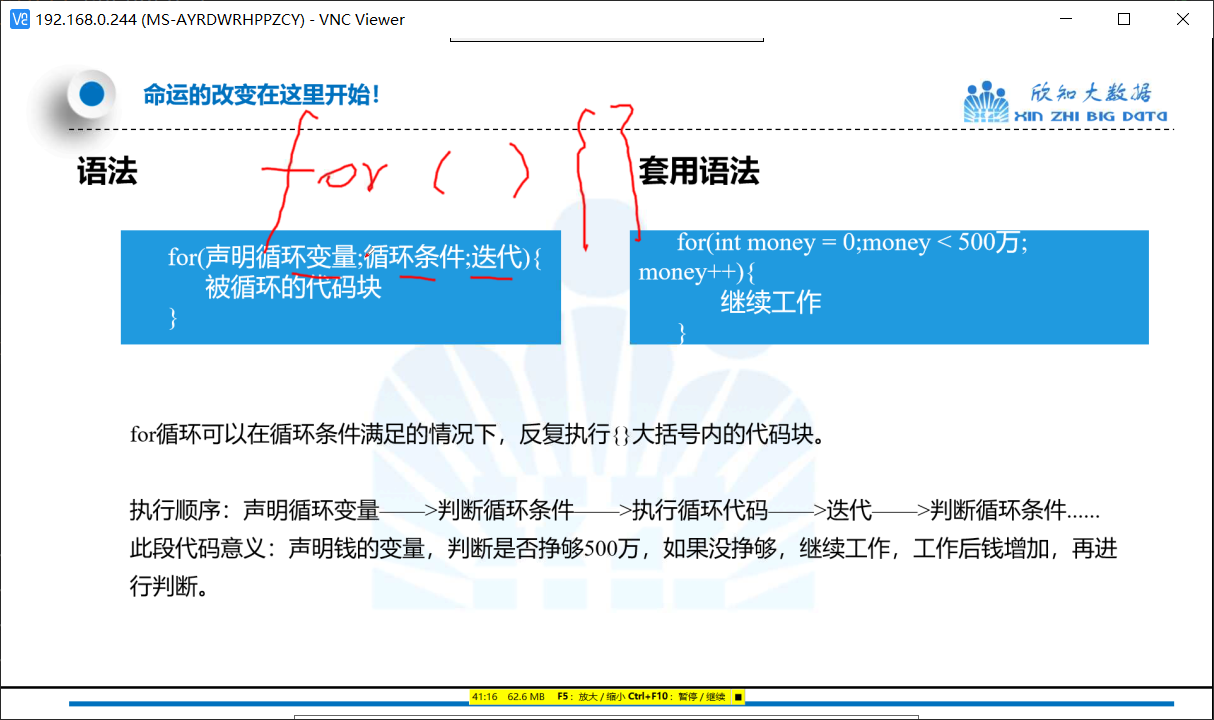 192.168.0.244 (MS-AYRDWRHPPZCY) - VNC Viewer
命运的改变在这里开始！
欣知大数据
XIN ZHI BIG DATA
语法
for ( ) { }
套用语法
for(声明循环变量;循环条件;迭代){
被循环的代码块
}
for(int money = 0;money < 500万;
money++){
继续工作
}
for循环可以在循环条件满足的情况下，反复执行{}大括号内的代码块。
执行顺序：声明循环变量——>判断循环条件——>执行循环代码——>迭代——>判断循环条件......
此段代码意义：声明钱的变量，判断是否挣够500万，如果没挣够，继续工作，工作后钱增加，再进
行判断。
41:16 62.6 MB F5：放大 / 缩小 Ctrl+F10：暂停 / 继续